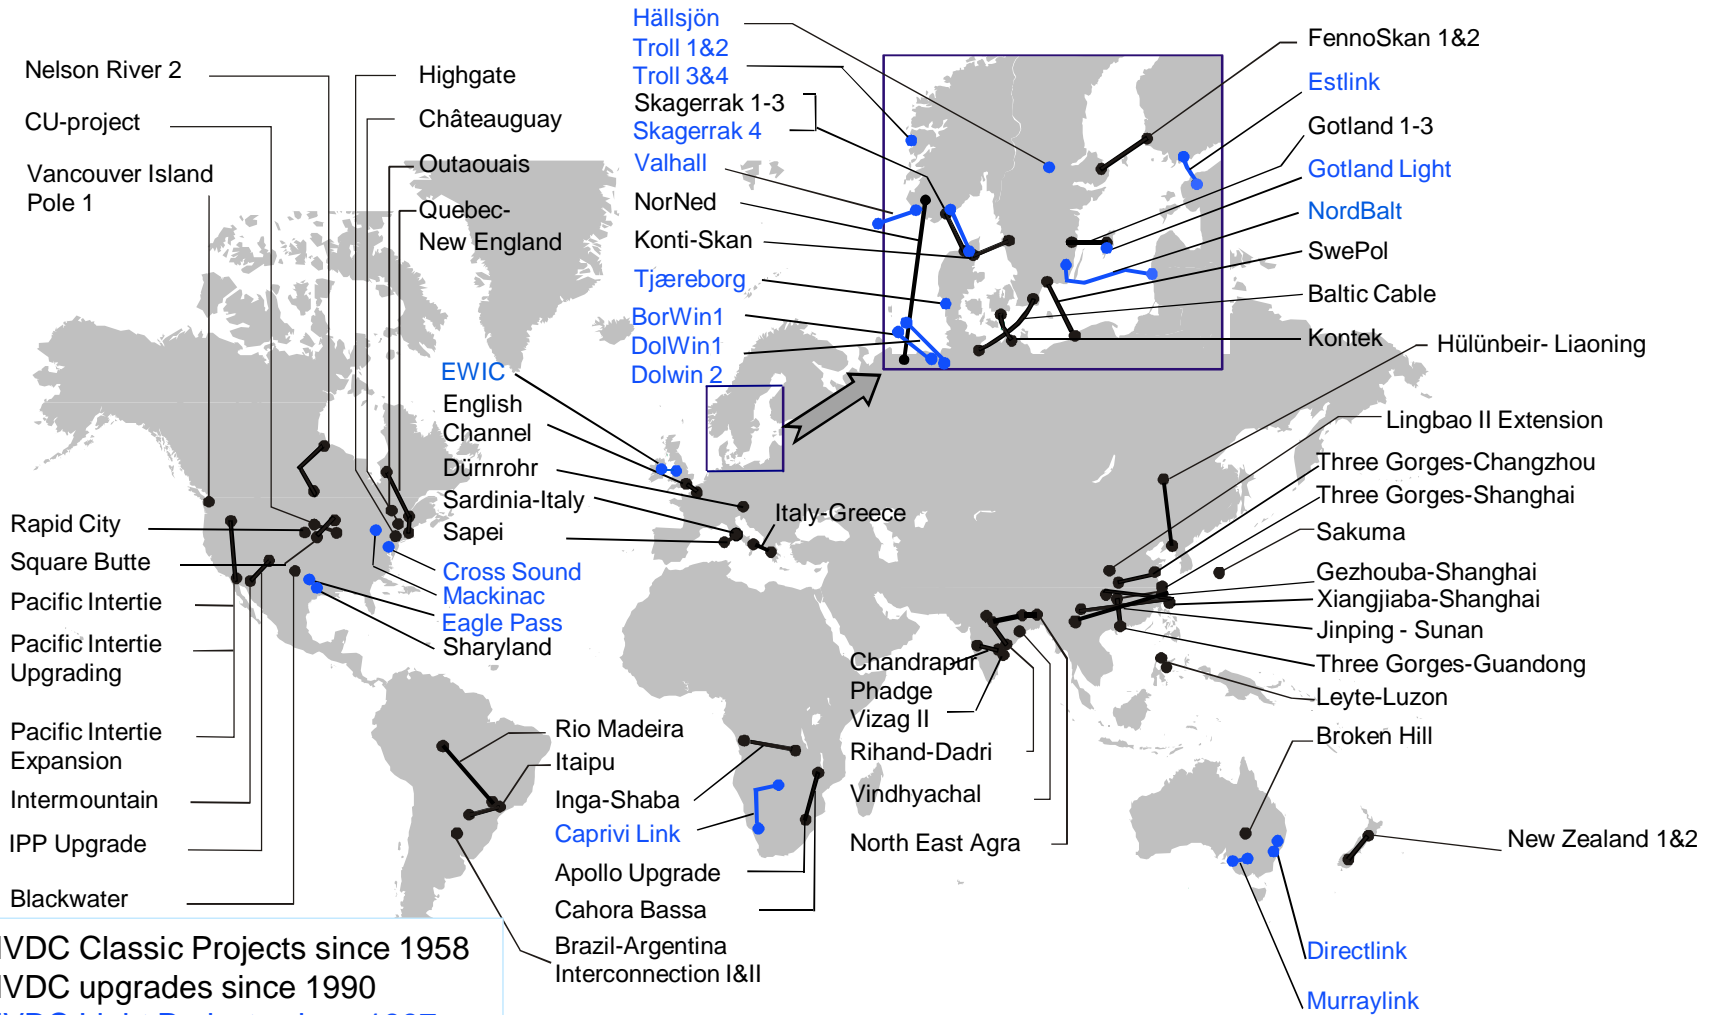 Nelson River 2
CU-project
Vancouver Island
Pole 1
Highgate
Châteauguay
Outaouais
Quebec-
New England
Hällsjön
Troll 1&2
Troll 3&4
Skagerrak 1-3
Skagerrak 4
Valhall
NorNed
Konti-Skan
Tjæreborg
BorWin1
DolWin1
Dolwin 2
FennoSkan 1&2
Estlink
Gotland 1-3
Gotland Light
NordBalt
SwePol
Baltic Cable
Kontek
Hülünbeir- Liaoning
Lingbao II Extension
Three Gorges-Changzhou
Three Gorges-Shanghai
Sakuma
Gezhouba-Shanghai
Xiangjiaba-Shanghai
Jinping - Sunan
Three Gorges-Guandong
Leyte-Luzon
Broken Hill
New Zealand 1&2
Directlink
Murraylink
EWIC
English
Channel
Dürnrohr
Sardinia-Italy
Sapei
Italy-Greece
Cross Sound
Mackinac
Eagle Pass
Sharyland
Rapid City
Square Butte
Pacific Intertie
Pacific Intertie
Upgrading
Pacific Intertie
Expansion
Intermountain
IPP Upgrade
Blackwater
Rio Madeira
Itaipu
Inga-Shaba
Caprivi Link
Apollo Upgrade
Cahora Bassa
Brazil-Argentina
Interconnection I&II
Chandrapur
Phadge
Vizag II
Rihand-Dadri
Vindhyachal
North East Agra
VDC Classic Projects since 1958
VDC upgrades since 1990